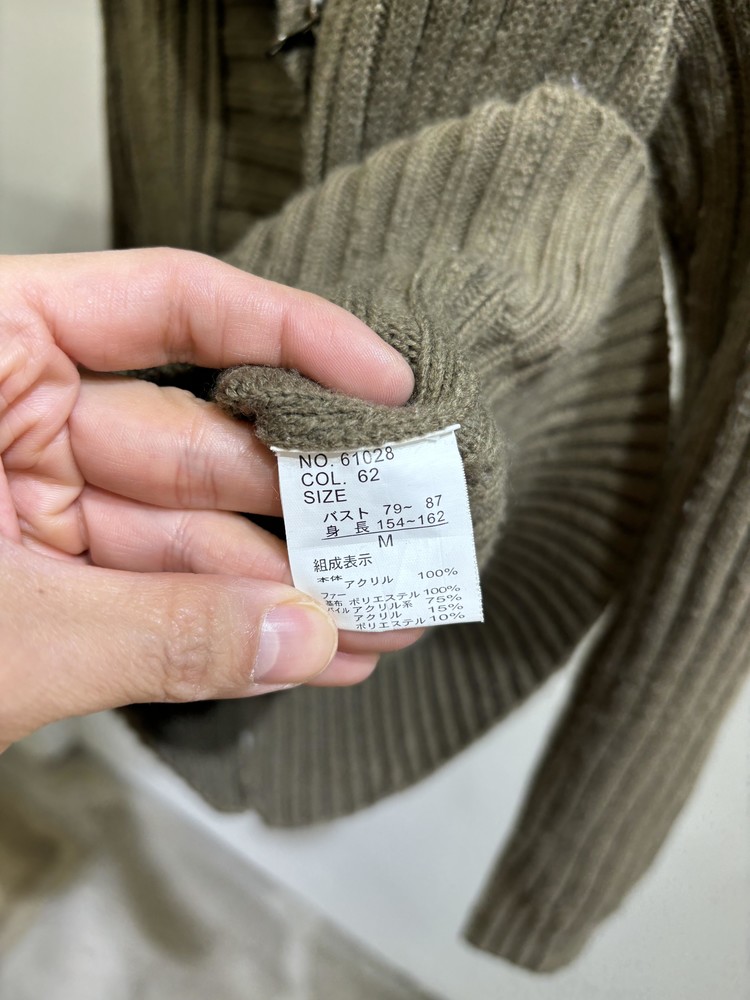 NO. 61028
COL. 62
SIZE
バスト 79~ 87
身 長 154~162
M
組成表示
本体 アクリル 100%
ファー
基布 ポリエステル 100%
パイル アクリル系 75%
アクリル 15%
ポリエステル 10%